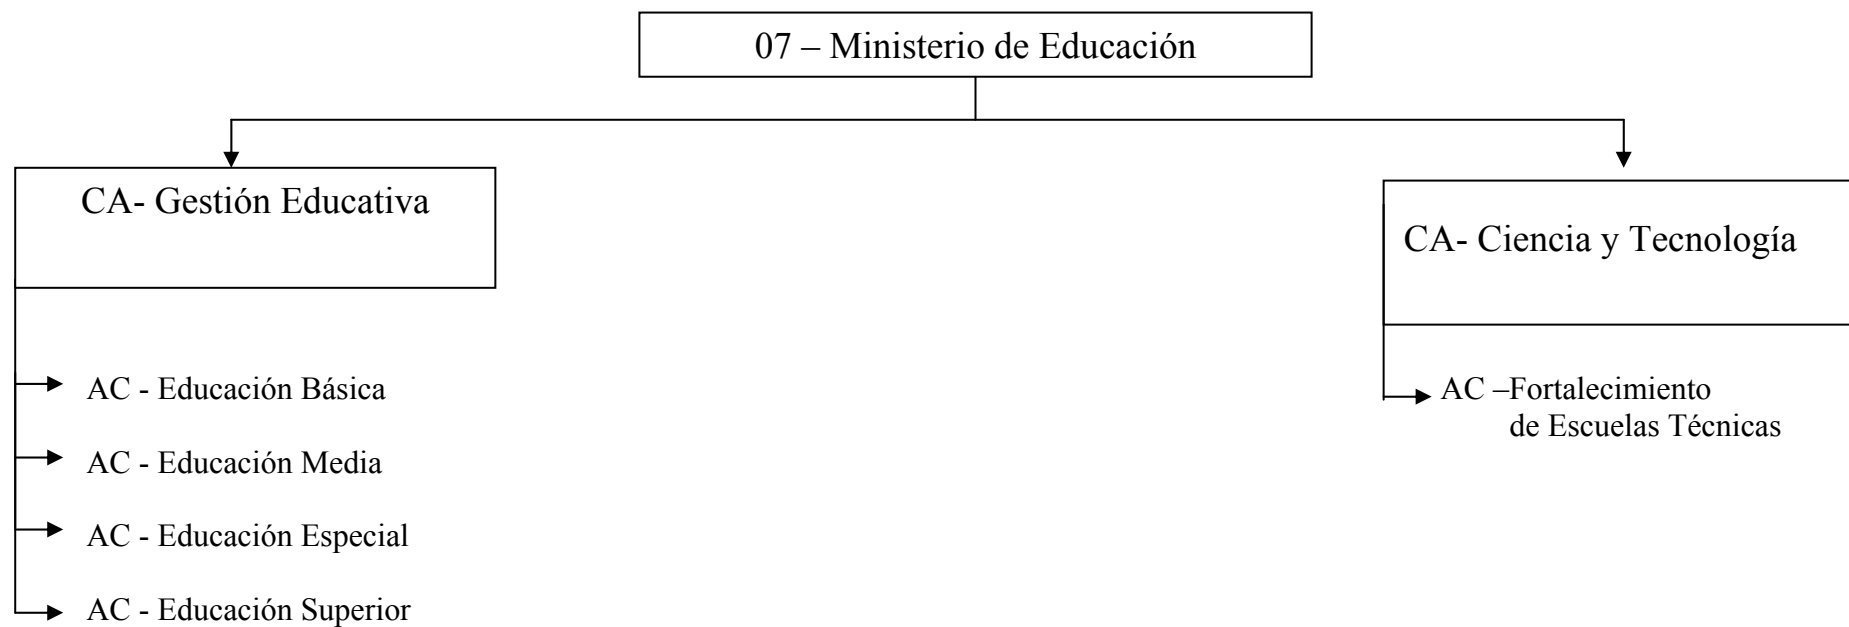 07 – Ministerio de Educación
CA- Gestión Educativa
AC - Educación Básica
AC - Educación Media
AC - Educación Especial
AC - Educación Superior
CA- Ciencia y Tecnología
AC –Fortalecimiento
de Escuelas Técnicas